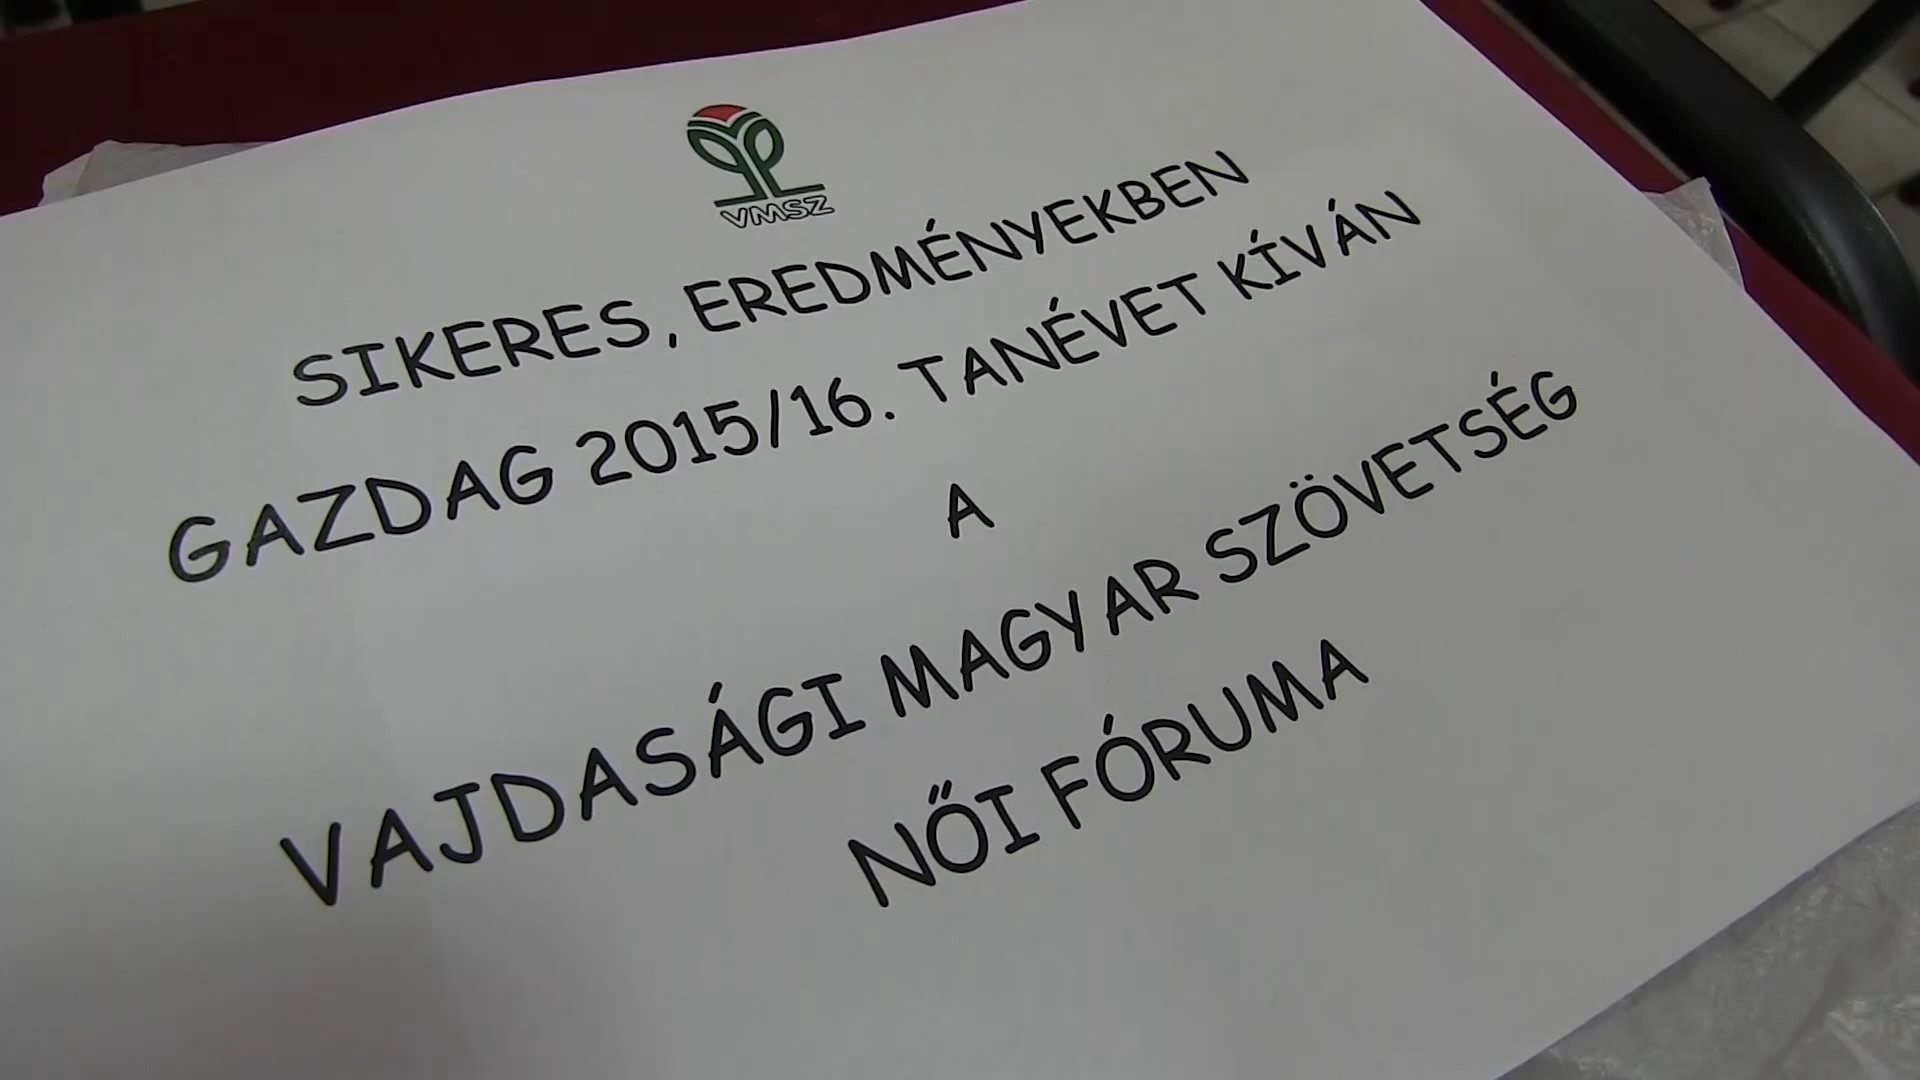 VMSZ
SIKERES, EREDMÉNYEKBEN
GAZDAG 2015/16. TANÉVET KÍVÁN
A
VAJDASÁGI MAGYAR SZÖVETSÉG
NŐI FÓRUMA